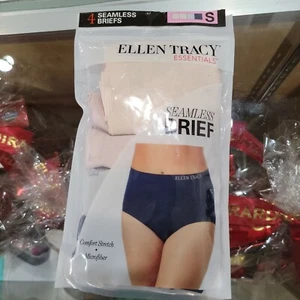 4 SEAMLESS
BRIEFS
S
ELLEN TRACY
ESSENTIALS
SEAMLESS
BRIEF
ELLEN TRACY
Comfort Stretch
•
Microfiber